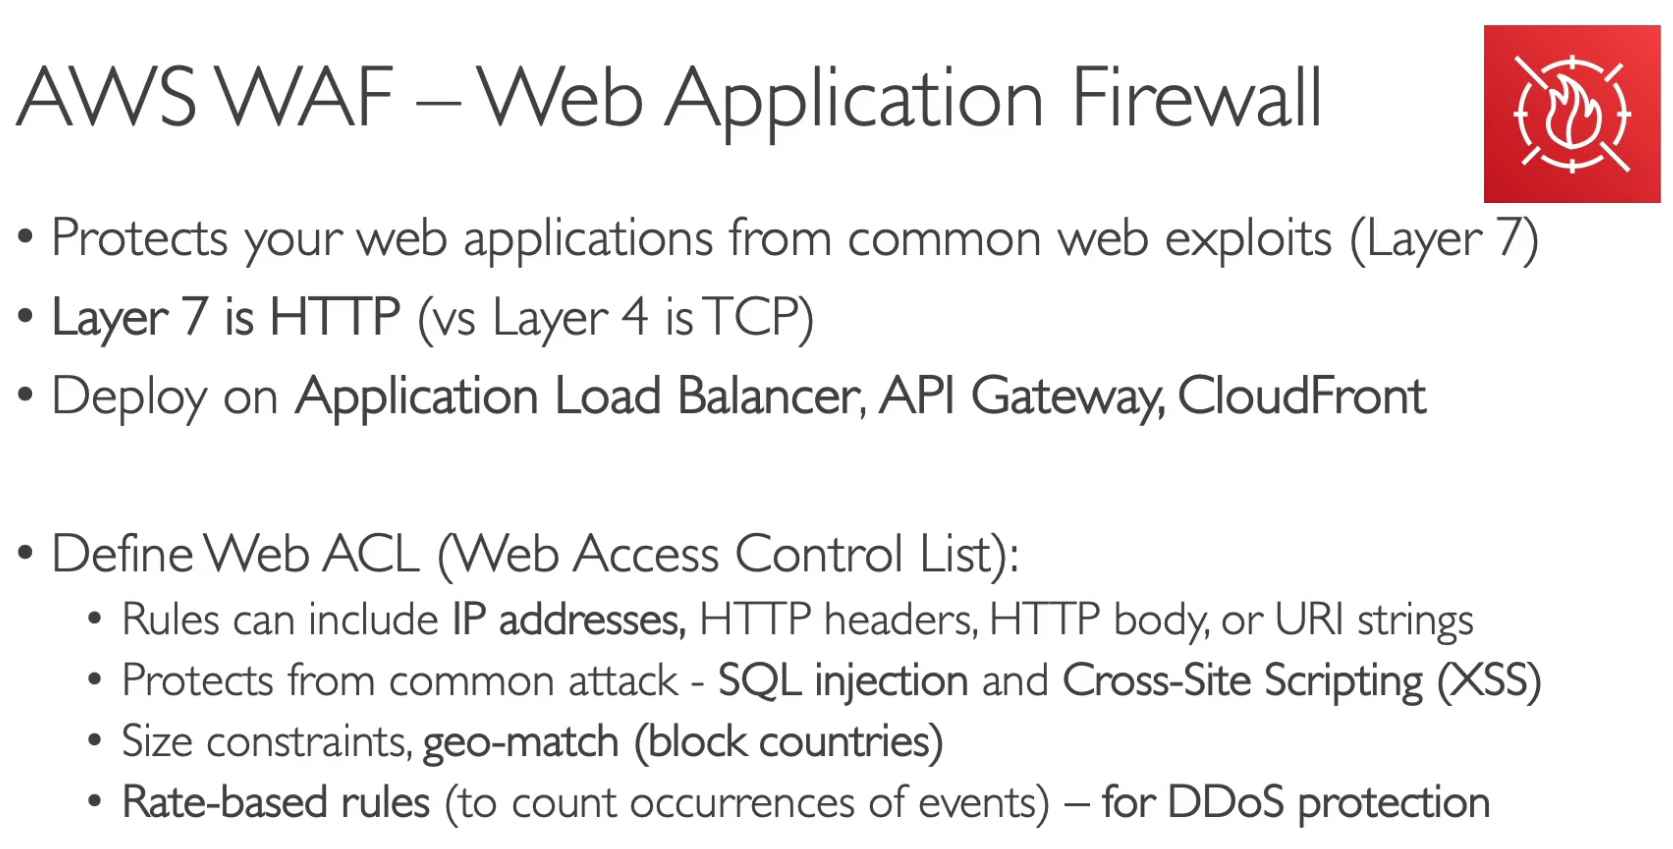 AWS WAF – Web Application Firewall
• Protects your web applications from common web exploits (Layer 7)
• Layer 7 is HTTP (vs Layer 4 is TCP)
• Deploy on Application Load Balancer, API Gateway, CloudFront
• Define Web ACL (Web Access Control List):
• Rules can include IP addresses, HTTP headers, HTTP body, or URI strings
• Protects from common attack - SQL injection and Cross-Site Scripting (XSS)
• Size constraints, geo-match (block countries)
• Rate-based rules (to count occurrences of events) – for DDoS protection